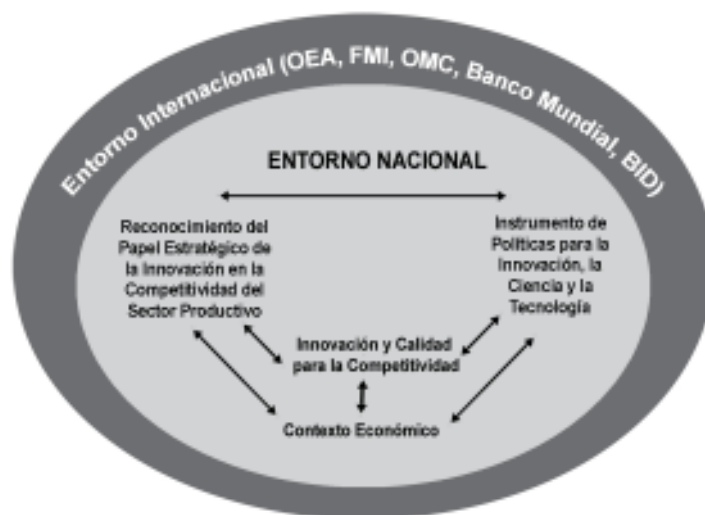 Entorno Internacional (OEA, FMI, OMC, Banco Mundial, BID)
ENTORNO NACIONAL
Reconocimiento del
Papel Estratégico de
la Innovación en la
Competitividad del
Sector Productivo
Instrumento de
Políticas para la
Innovación, la
Ciencia y la
Tecnología
Innovación y Calidad
para la Competitividad
Contexto Económico